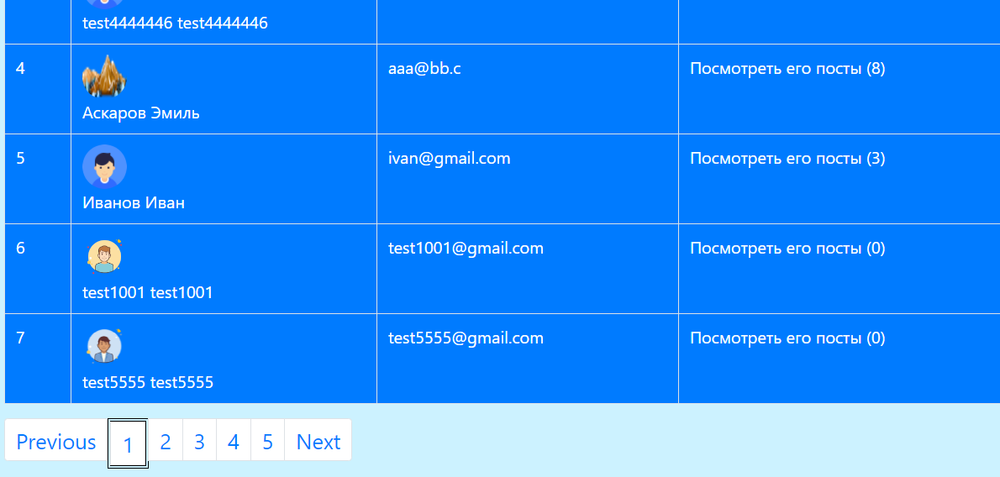 test4444446 test4444446
4 aaa@bb.c Посмотреть его посты (8)
Аскаров Эмиль
5 ivan@gmail.com Посмотреть его посты (3)
Иванов Иван
6 test1001@gmail.com Посмотреть его посты (0)
test1001 test1001
7 test5555@gmail.com Посмотреть его посты (0)
test5555 test5555
Previous 1 2 3 4 5 Next